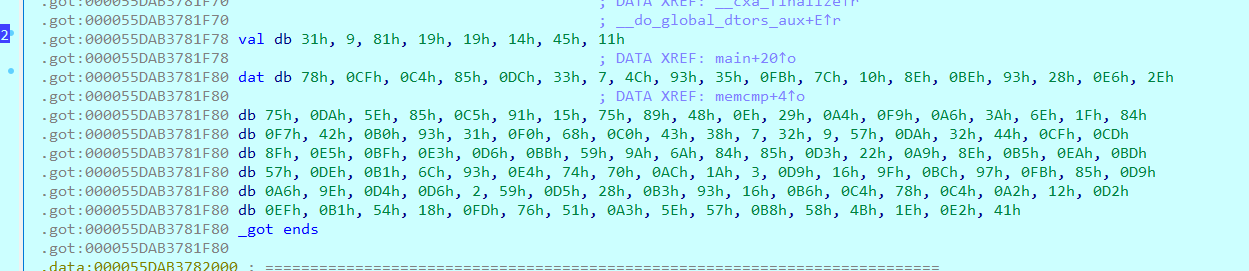 .got:000055DAB3781F70 ; DATA XREF: __cxa_finalize↑r
.got:000055DAB3781F70 ; __do_global_dtors_aux+E↑r
2
.got:000055DAB3781F78 val db 31h, 9, 81h, 19h, 19h, 14h, 45h, 11h
.got:000055DAB3781F78 ; DATA XREF: main+20↑o
.got:000055DAB3781F80 dat db 78h, 0CFh, 0C4h, 85h, 0DCh, 33h, 7, 4Ch, 93h, 35h, 0FBh, 7Ch, 10h, 8Eh, 0BEh, 93h, 28h, 0E6h, 2Eh
.got:000055DAB3781F80 ; DATA XREF: memcmp+4↑o
.got:000055DAB3781F80 db 75h, 0DAh, 5Eh, 85h, 0C5h, 91h, 15h, 75h, 89h, 48h, 0Eh, 29h, 0A4h, 0F9h, 0A6h, 3Ah, 6Eh, 1Fh, 84h
.got:000055DAB3781F80 db 0F7h, 42h, 0B0h, 93h, 31h, 0F0h, 68h, 0C0h, 43h, 38h, 7, 32h, 9, 57h, 0DAh, 32h, 44h, 0CFh, 0CDh
.got:000055DAB3781F80 db 8Fh, 0E5h, 0BFh, 0E3h, 0D6h, 0BBh, 59h, 9Ah, 6Ah, 84h, 85h, 0D3h, 22h, 0A9h, 8Eh, 0B5h, 0EAh, 0BDh
.got:000055DAB3781F80 db 57h, 0DEh, 0B1h, 6Ch, 93h, 0E4h, 74h, 70h, 0ACh, 1Ah, 3, 0D9h, 16h, 9Fh, 0BCh, 97h, 0FBh, 85h, 0D9h
.got:000055DAB3781F80 db 0A6h, 9Eh, 0D4h, 0D6h, 2, 59h, 0D5h, 28h, 0B3h, 93h, 16h, 0B6h, 0C4h, 78h, 0C4h, 0A2h, 12h, 0D2h
.got:000055DAB3781F80 db 0EFh, 0B1h, 54h, 18h, 0FDh, 76h, 51h, 0A3h, 5Eh, 57h, 0B8h, 58h, 4Bh, 1Eh, 0E2h, 41h
.got:000055DAB3781F80 _got ends
.got:000055DAB3781F80
.data:000055DAB3782000 ; ===========================================================================